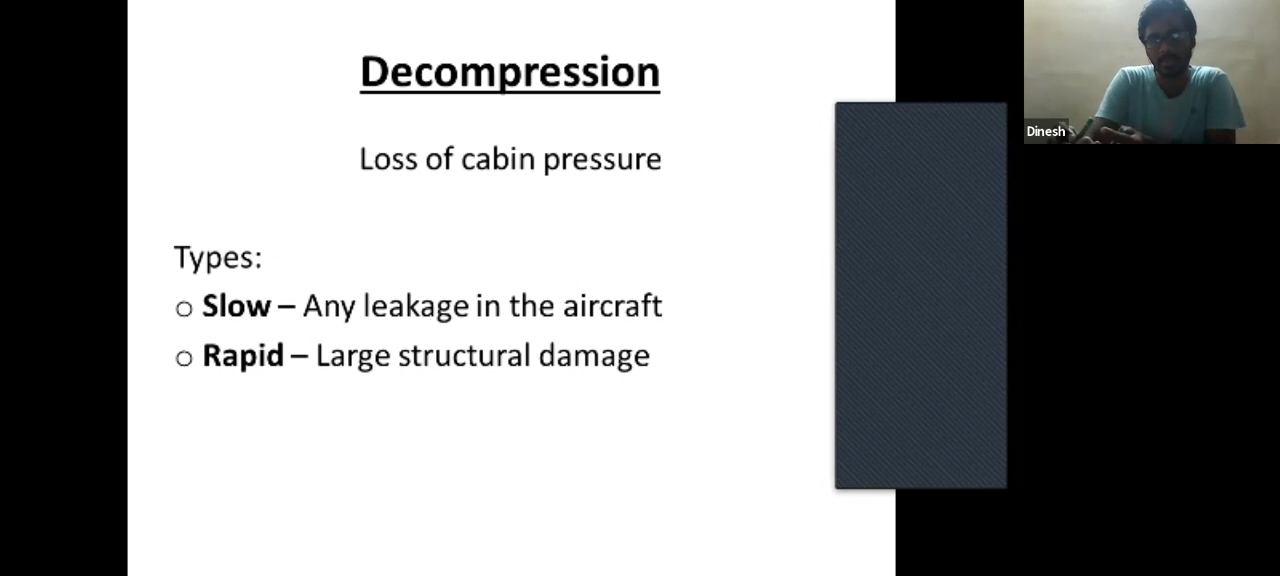 Decompression
Loss of cabin pressure
Types:
○ Slow – Any leakage in the aircraft
○ Rapid – Large structural damage
Dinesh